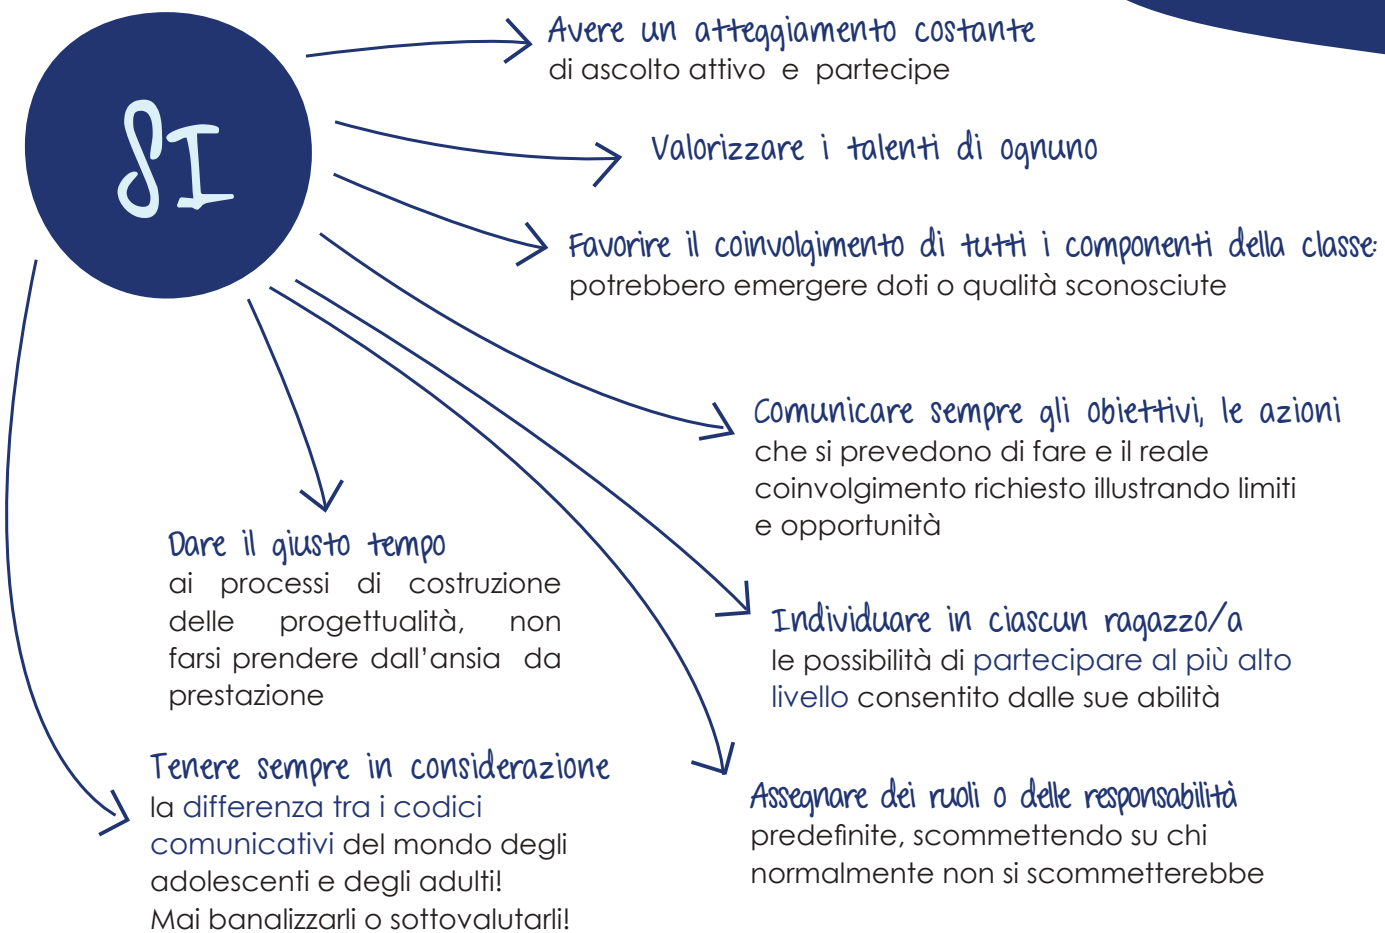 SI
Avere un atteggiamento costante
di ascolto attivo e partecipe
Valorizzare i talenti di ognuno
Favorire il coinvolgimento di tutti i componenti della classe:
potrebbero emergere doti o qualità sconosciute
Comunicare sempre gli obiettivi, le azioni
che si prevedono di fare e il reale
coinvolgimento richiesto illustrando limiti
e opportunità
Individuare in ciascun ragazzo/a
le possibilità di partecipare al più alto
livello consentito dalle sue abilità
Assegnare dei ruoli o delle responsabilità
predefinite, scommettendo su chi
normalmente non si scommetterebbe
Dare il giusto tempo
ai processi di costruzione
delle progettualità, non
farsi prendere dall'ansia da
prestazione
Tenere sempre in considerazione
la differenza tra i codici
comunicativi del mondo degli
adolescenti e degli adulti!
Mai banalizzarli o sottovalutarli!